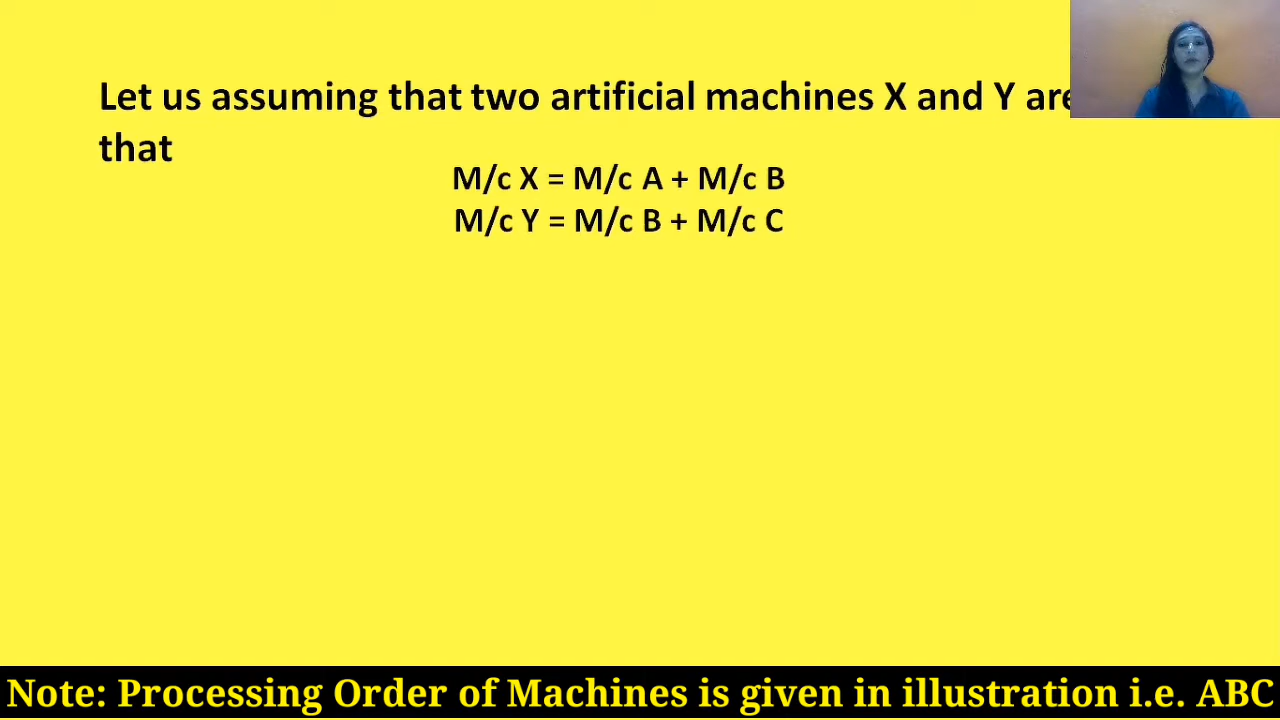 Let us assuming that two artificial machines X and Y are
that
M/c X = M/c A + M/c B
M/c Y = M/c B + M/c C
Note: Processing Order of Machines is given in illustration i.e. ABC